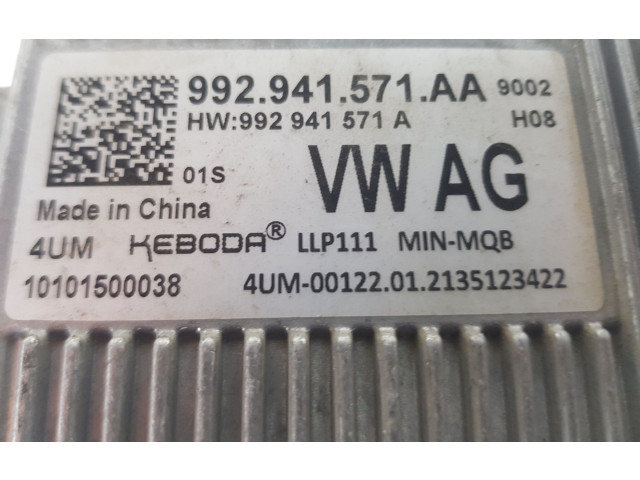 992.941.571.AA 9002
HW:992 941 571 A H08
01S VW AG
Made in China
4UM KEBODA® LLP111 MIN-MQB
10101500038 4UM-00122.01.2135123422